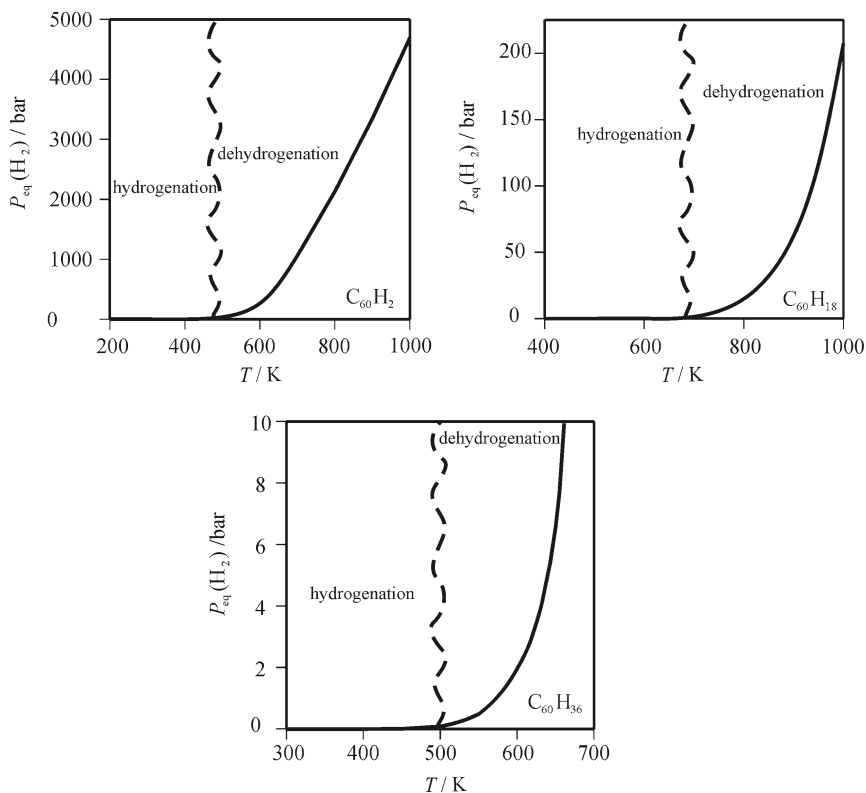 5000
4000
3000
2000
1000
0
P_eq(H_2) / bar
hydrogenation
dehydrogenation
C_60H_2
200 400 600 800 1000
T / K
200
150
100
50
0
P_eq(H_2) / bar
dehydrogenation
hydrogenation
C_60H_18
400 600 800 1000
T / K
10
8
6
4
2
0
P_eq(H_2) /bar
dehydrogenation
hydrogenation
C_60H_36
300 400 500 600 700
T / K